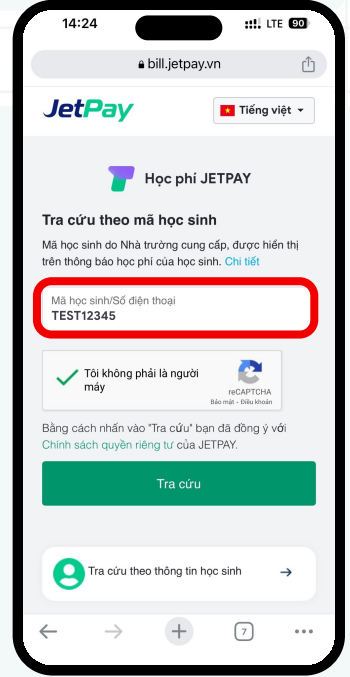 14:24
LTE 90
bill.jetpay.vn
JetPay
Tiếng việt
Học phí JETPAY
Tra cứu theo mã học sinh
Mã học sinh do Nhà trường cung cấp, được hiển thị
trên thông báo học phí của học sinh. Chi tiết
Mã học sinh/Số điện thoại
TEST12345
Tôi không phải là người
máy
reCAPTCHA
Bảo mật - Điều khoản
Bằng cách nhấn vào "Tra cứu" bạn đã đồng ý với
Chính sách quyền riêng tư của JETPAY.
Tra cứu
Tra cứu theo thông tin học sinh
7